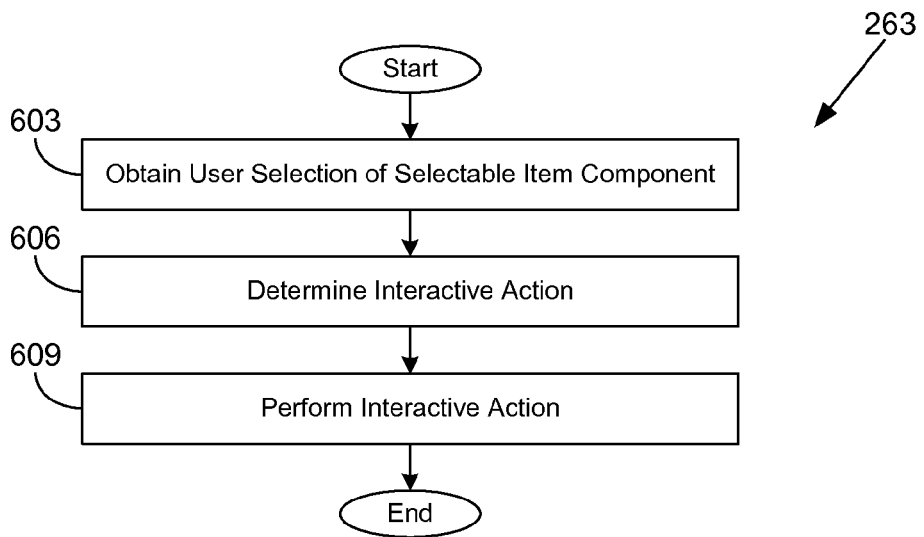 263
Start
603
Obtain User Selection of Selectable Item Component
606
Determine Interactive Action
609
Perform Interactive Action
End